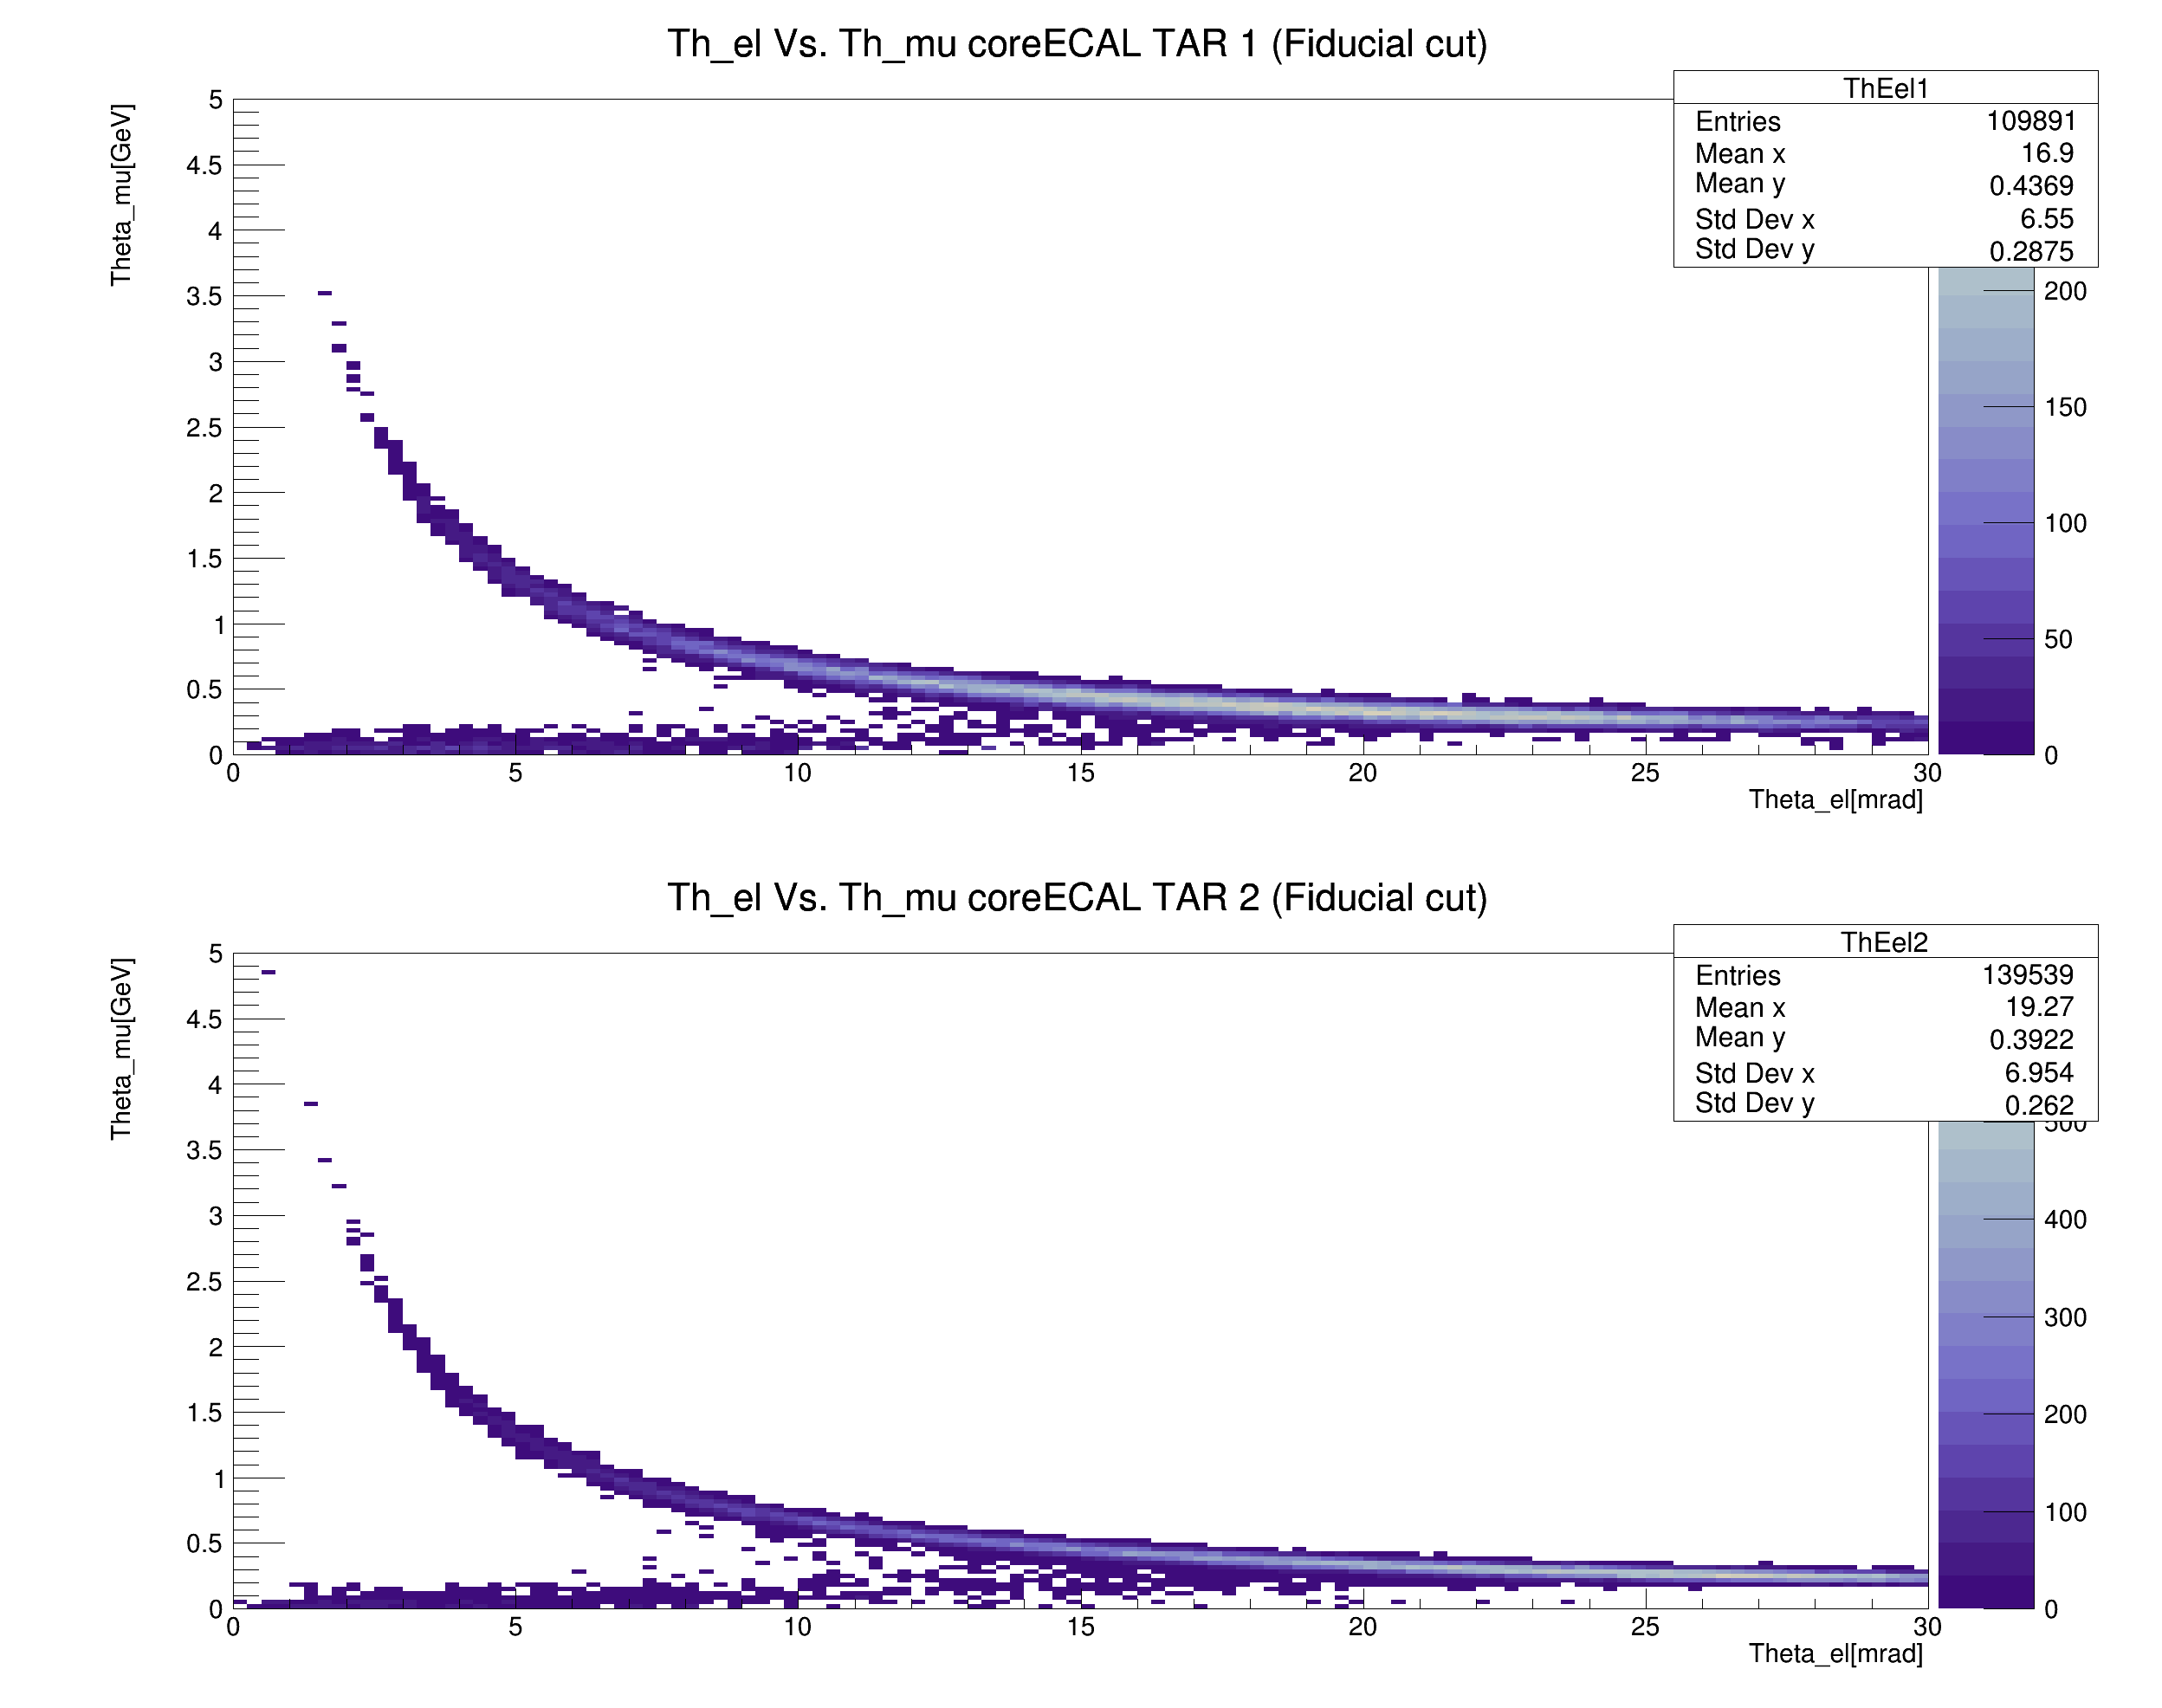 Th_el Vs. Th_mu coreECAL TAR 1 (Fiducial cut)
ThEel1
Entries 109891
Mean x 16.9
Mean y 0.4369
Std Dev x 6.55
Std Dev y 0.2875
Theta_mu[GeV]
5
4.5
4
3.5
3
2.5
2
1.5
1
0.5
0
0 5 10 15 20 25 30
Theta_el[mrad]
200
150
100
50
0
Th_el Vs. Th_mu coreECAL TAR 2 (Fiducial cut)
ThEel2
Entries 139539
Mean x 19.27
Mean y 0.3922
Std Dev x 6.954
Std Dev y 0.262
Theta_mu[GeV]
5
4.5
4
3.5
3
2.5
2
1.5
1
0.5
0
0 5 10 15 20 25 30
Theta_el[mrad]
500
400
300
200
100
0